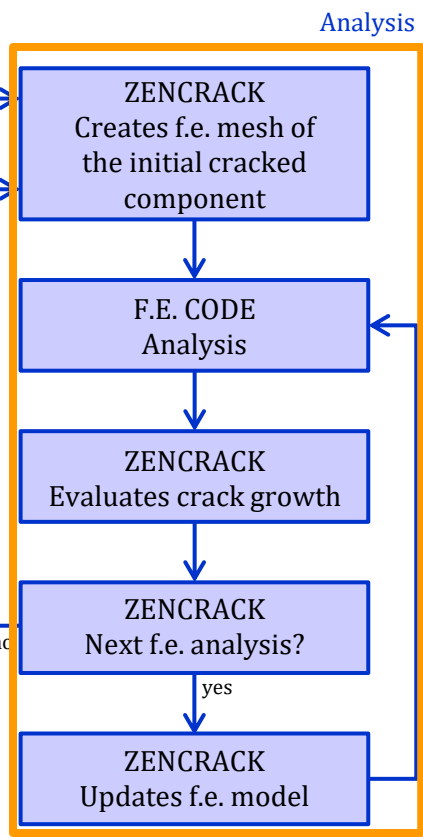 Analysis
ZENCRACK
Creates f.e. mesh of
the initial cracked
component
F.E. CODE
Analysis
ZENCRACK
Evaluates crack growth
ZENCRACK
Next f.e. analysis?
yes
ZENCRACK
Updates f.e. model